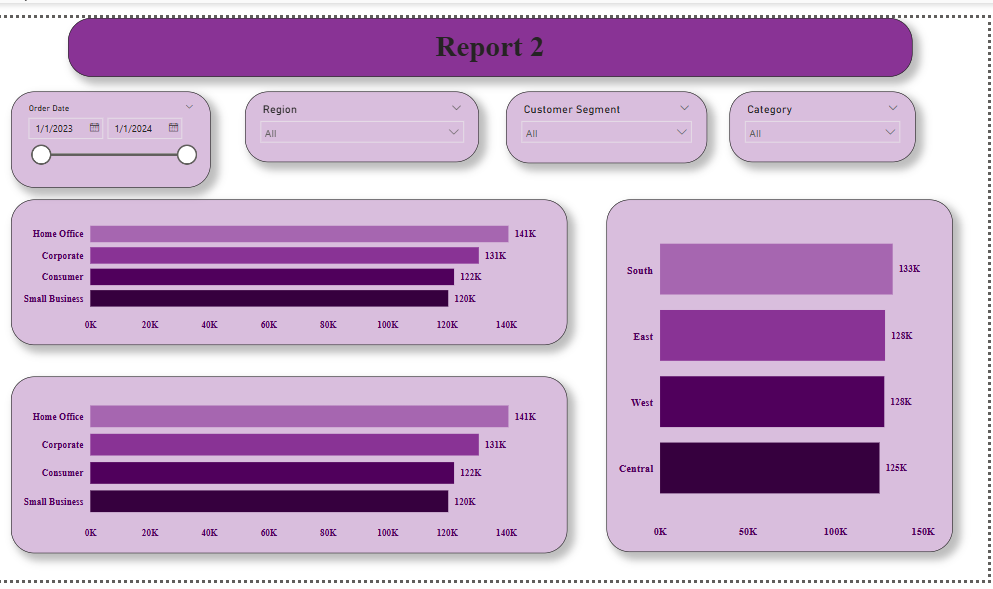 Report 2
Order Date
1/1/2023 1/1/2024
Region
All
Customer Segment
All
Category
All
Home Office 141K
Corporate 131K
Consumer 122K
Small Business 120K
0K 20K 40K 60K 80K 100K 120K 140K
Home Office 141K
Corporate 131K
Consumer 122K
Small Business 120K
0K 20K 40K 60K 80K 100K 120K 140K
South 133K
East 128K
West 128K
Central 125K
0K 50K 100K 150K